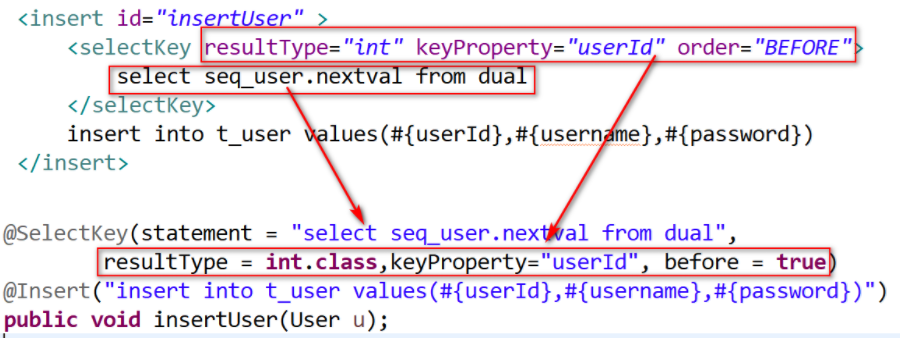 <insert id="insertUser" >
<selectKey resultType="int" keyProperty="userId" order="BEFORE">
select seq_user.nextval from dual
</selectKey>
insert into t_user values(#{userId},#{username},#{password})
</insert>
@SelectKey(statement = "select seq_user.nextval from dual",
resultType = int.class,keyProperty="userId", before = true)
@Insert("insert into t_user values(#{userId},#{username},#{password})")
public void insertUser(User u);